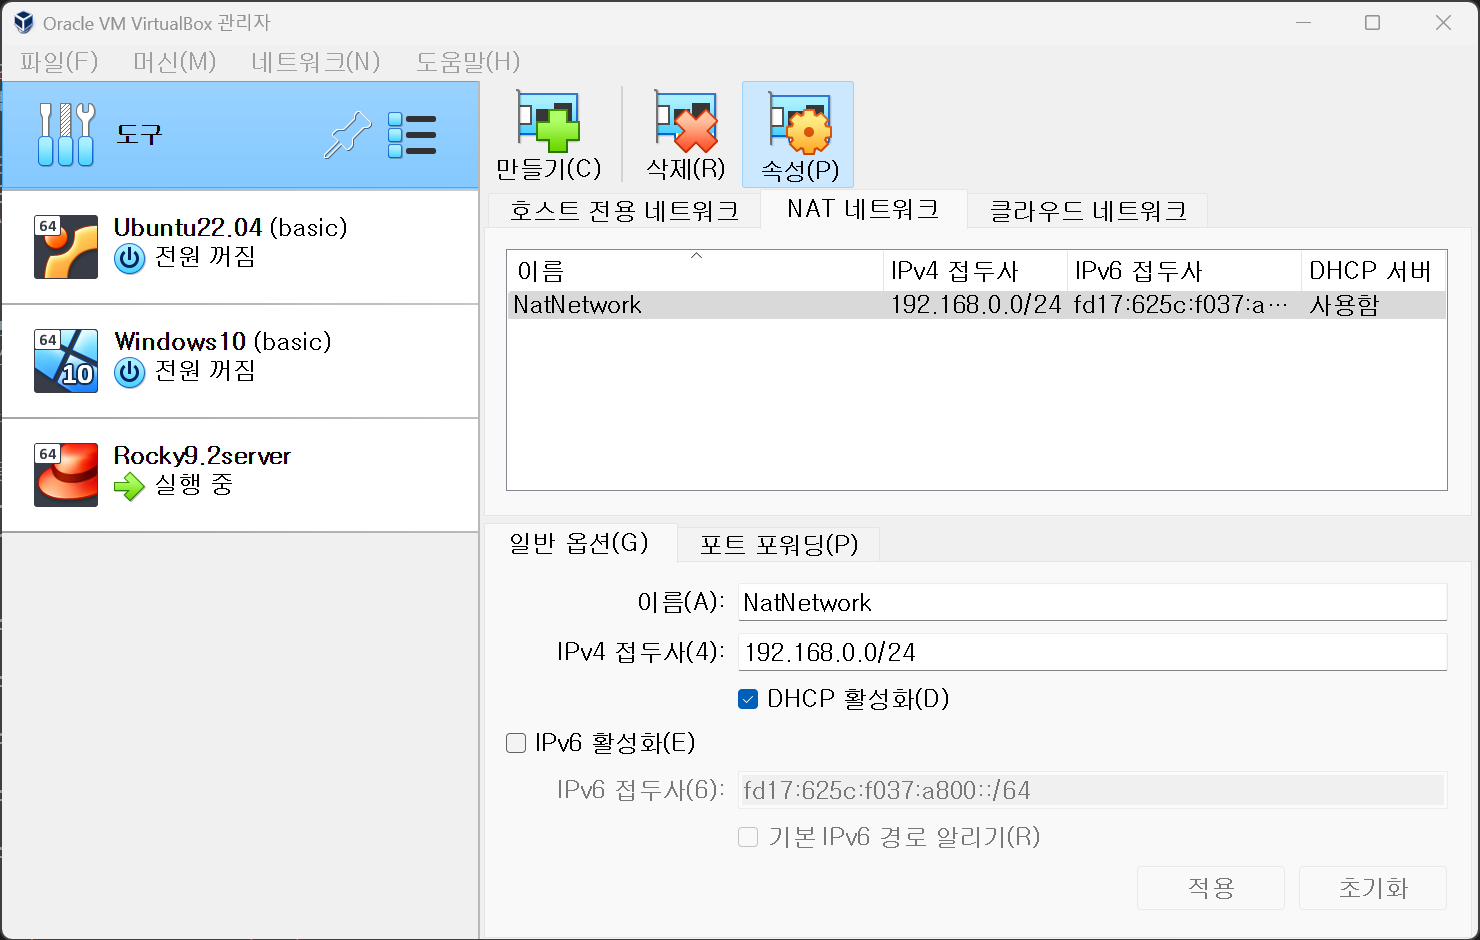 Oracle VM VirtualBox 관리자
파일(F) 머신(M) 네트워크(N) 도움말(H)
도구
64
Ubuntu22.04 (basic)
전원 꺼짐
64
10
Windows10 (basic)
전원 꺼짐
64
Rocky9.2server
실행 중
만들기(C) 삭제(R) 속성(P)
호스트 전용 네트워크 NAT 네트워크 클라우드 네트워크
이름 IPv4 접두사 IPv6 접두사 DHCP 서버
NatNetwork 192.168.0.0/24 fd17:625c:f037:a··· 사용함
일반 옵션(G) 포트 포워딩(P)
이름(A): NatNetwork
IPv4 접두사(4): 192.168.0.0/24
DHCP 활성화(D)
IPv6 활성화(E)
IPv6 접두사(6): fd17:625c:f037:a800::/64
기본 IPv6 경로 알리기(R)
적용 초기화